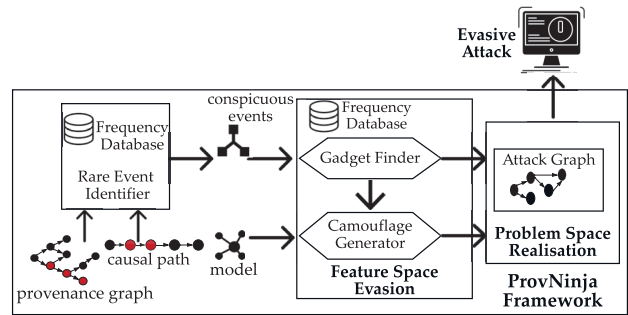 Evasive
Attack
Frequency
Database
Rare Event
Identifier
conspicuous
events
Frequency
Database
Gadget Finder
Camouflage
Generator
Feature Space
Evasion
Attack Graph
Problem Space
Realisation
ProvNinja
Framework
causal path
provenance graph
model